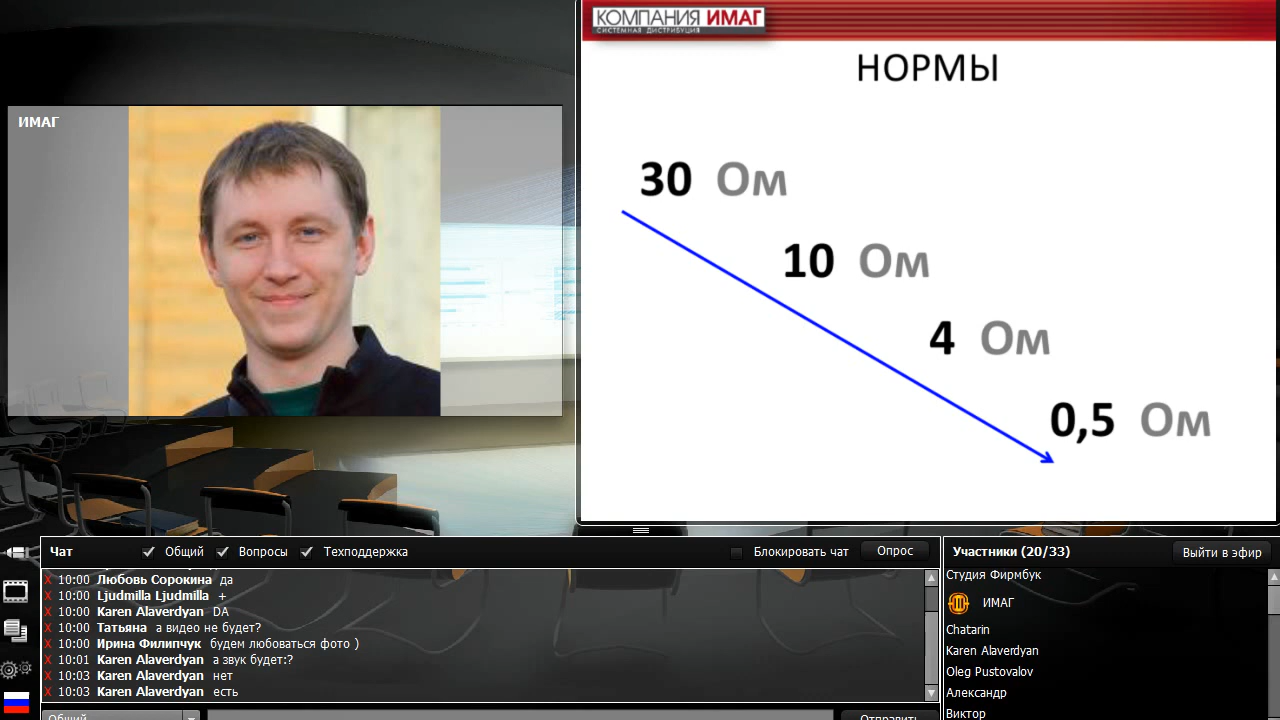 КОМПАНИЯ ИМАГ
СИСТЕМНАЯ ДИСТРИБУЦИЯ
НОРМЫ
ИМАГ
30 Ом
10 Ом
4 Ом
0,5 Ом
Чат
Общий
Вопросы
Техподдержка
Блокировать чат
Опрос
X 10:00 Любовь Сорокина да
X 10:00 Ljudmilla Ljudmilla +
X 10:00 Karen Alaverdyan DA
X 10:00 Татьяна а видео не будет?
X 10:00 Ирина Филипчук будем любоваться фото )
X 10:01 Karen Alaverdyan а звук будет:?
X 10:03 Karen Alaverdyan нет
X 10:03 Karen Alaverdyan есть
Общий
Отправить
Участники (20/33)
Выйти в эфир
Студия Фирмбук
ИМАГ
Chatarin
Karen Alaverdyan
Oleg Pustovalov
Александр
Виктор